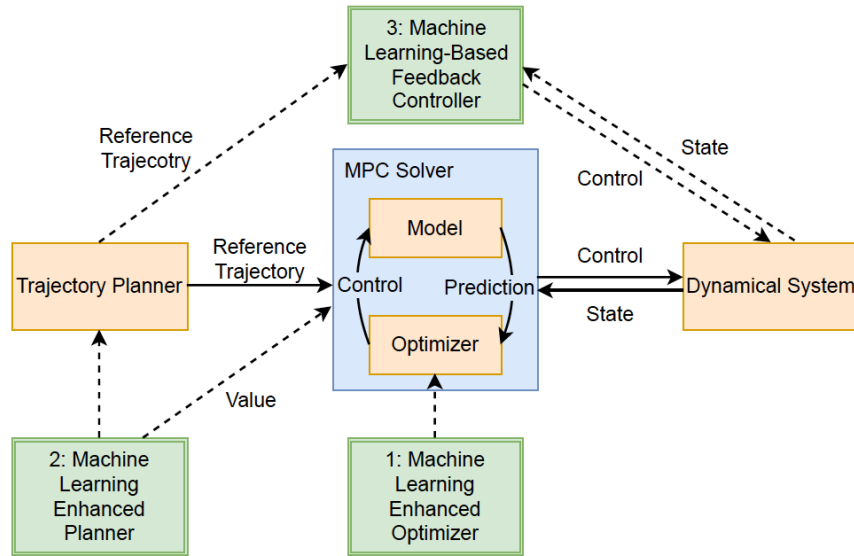 3: Machine
Learning-Based
Feedback
Controller
Reference
Trajecotry
State
Control
MPC Solver
Model
Reference
Trajectory
Control
Prediction
Control
State
Trajectory Planner
Dynamical System
Optimizer
Value
2: Machine
Learning
Enhanced
Planner
1: Machine
Learning
Enhanced
Optimizer